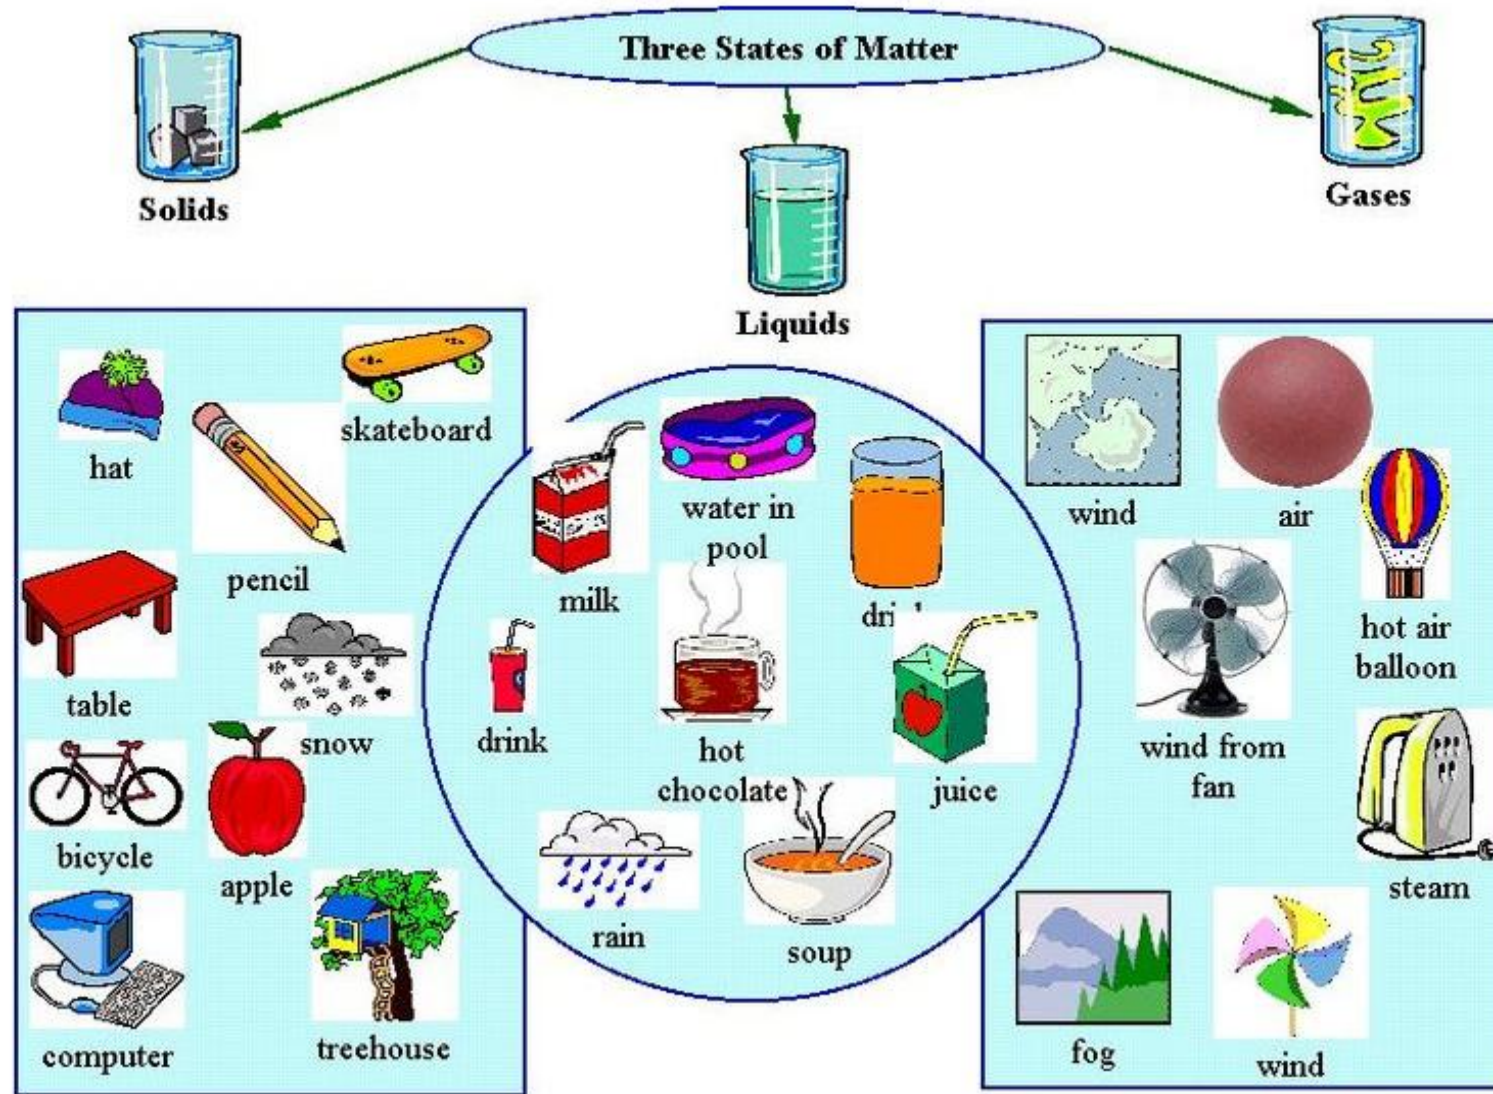 Three States of Matter
Solids
Liquids
Gases
hat
skateboard
pencil
table
snow
bicycle
apple
computer
treehouse
milk
water in
pool
drink
hot
chocolate
juice
rain
soup
wind
air
hot air
balloon
wind from
fan
steam
fog
wind